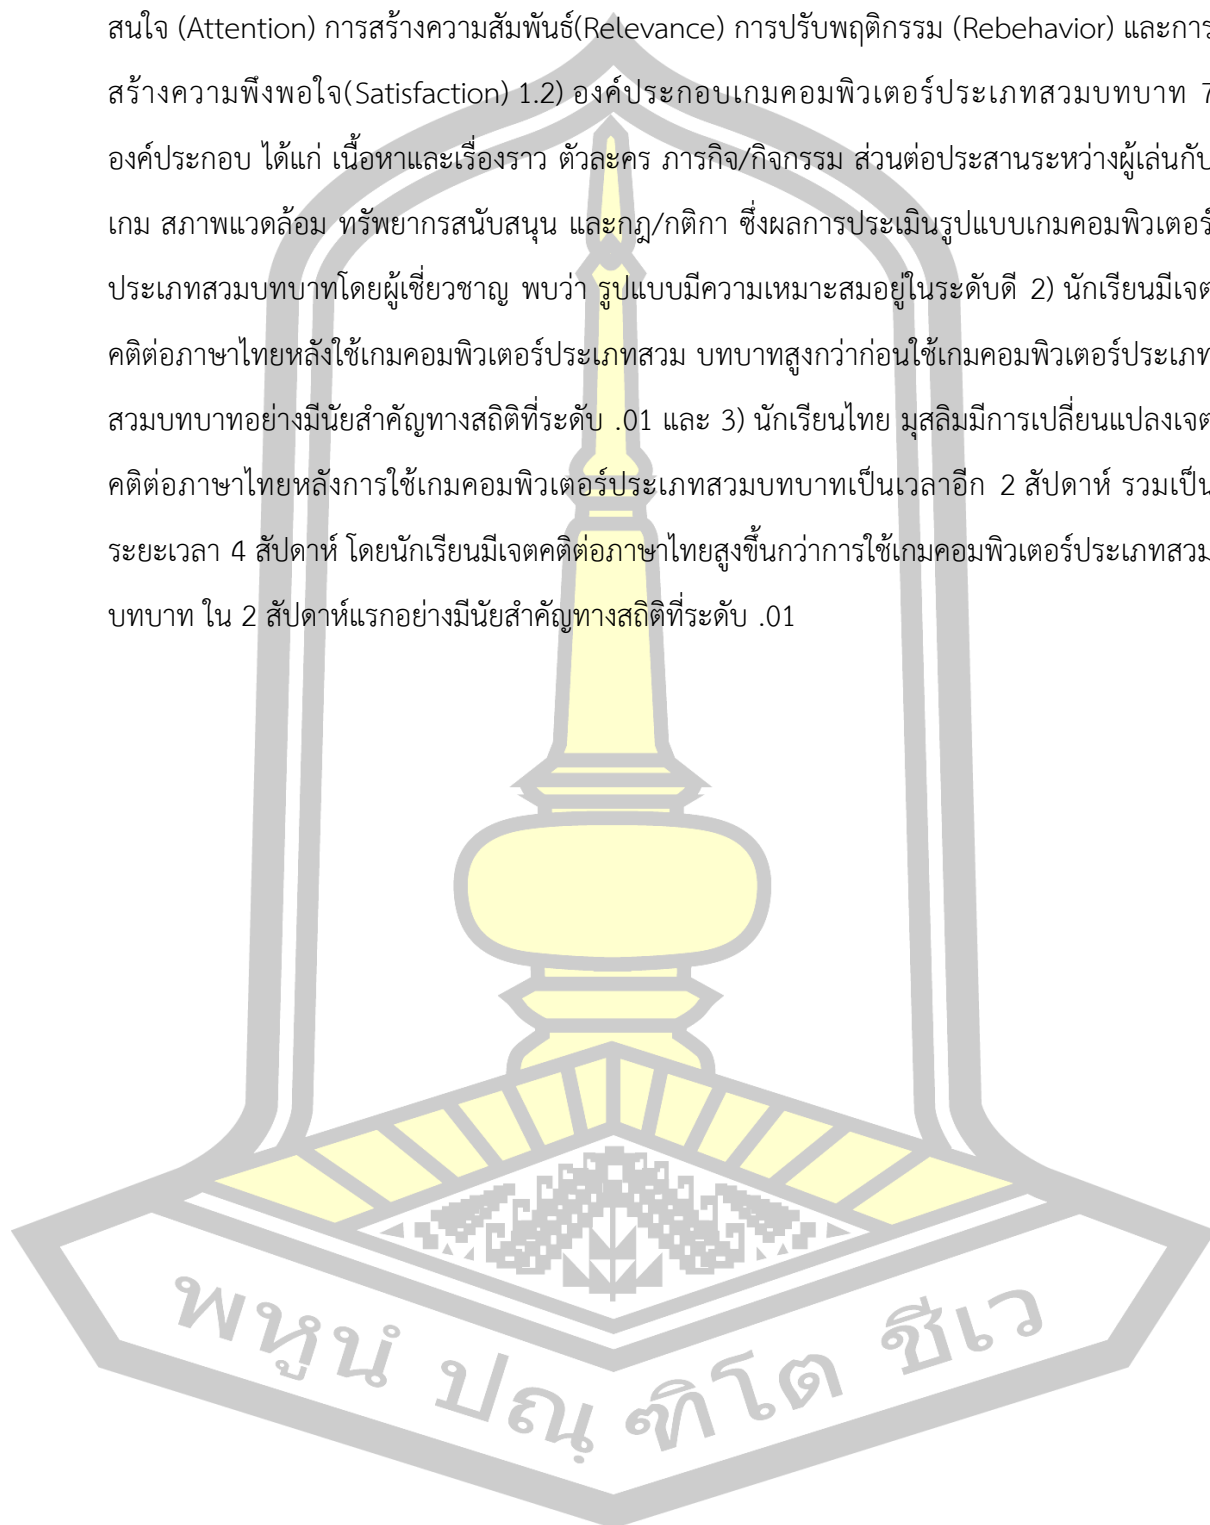 สนใจ (Attention) การสร้างความสัมพันธ์(Relevance) การปรับพฤติกรรม (Rebehavior) และการ
สร้างความพึงพอใจ(Satisfaction) 1.2) องค์ประกอบเกมคอมพิวเตอร์ประเภทสวมบทบาท 7
องค์ประกอบ ได้แก่ เนื้อหาและเรื่องราว ตัวละคร ภารกิจ/กิจกรรม ส่วนต่อประสานระหว่างผู้เล่นกับ
เกม สภาพแวดล้อม ทรัพยากรสนับสนุน และกฎ/กติกา ซึ่งผลการประเมินรูปแบบเกมคอมพิวเตอร์
ประเภทสวมบทบาทโดยผู้เชี่ยวชาญ พบว่า รูปแบบมีความเหมาะสมอยู่ในระดับดี 2) นักเรียนมีเจต
คติต่อภาษาไทยหลังใช้เกมคอมพิวเตอร์ประเภทสวม บทบาทสูงกว่าก่อนใช้เกมคอมพิวเตอร์ประเภท
สวมบทบาทอย่างมีนัยสำคัญทางสถิติที่ระดับ .01 และ 3) นักเรียนไทย มุสลิมมีการเปลี่ยนแปลงเจต
คติต่อภาษาไทยหลังการใช้เกมคอมพิวเตอร์ประเภทสวมบทบาทเป็นเวลาอีก 2 สัปดาห์ รวมเป็น
ระยะเวลา 4 สัปดาห์ โดยนักเรียนมีเจตคติต่อภาษาไทยสูงขึ้นกว่าการใช้เกมคอมพิวเตอร์ประเภทสวม
บทบาท ใน 2 สัปดาห์แรกอย่างมีนัยสำคัญทางสถิติที่ระดับ .01
พหูนํ ปณฺ ฑิโต ชีเว